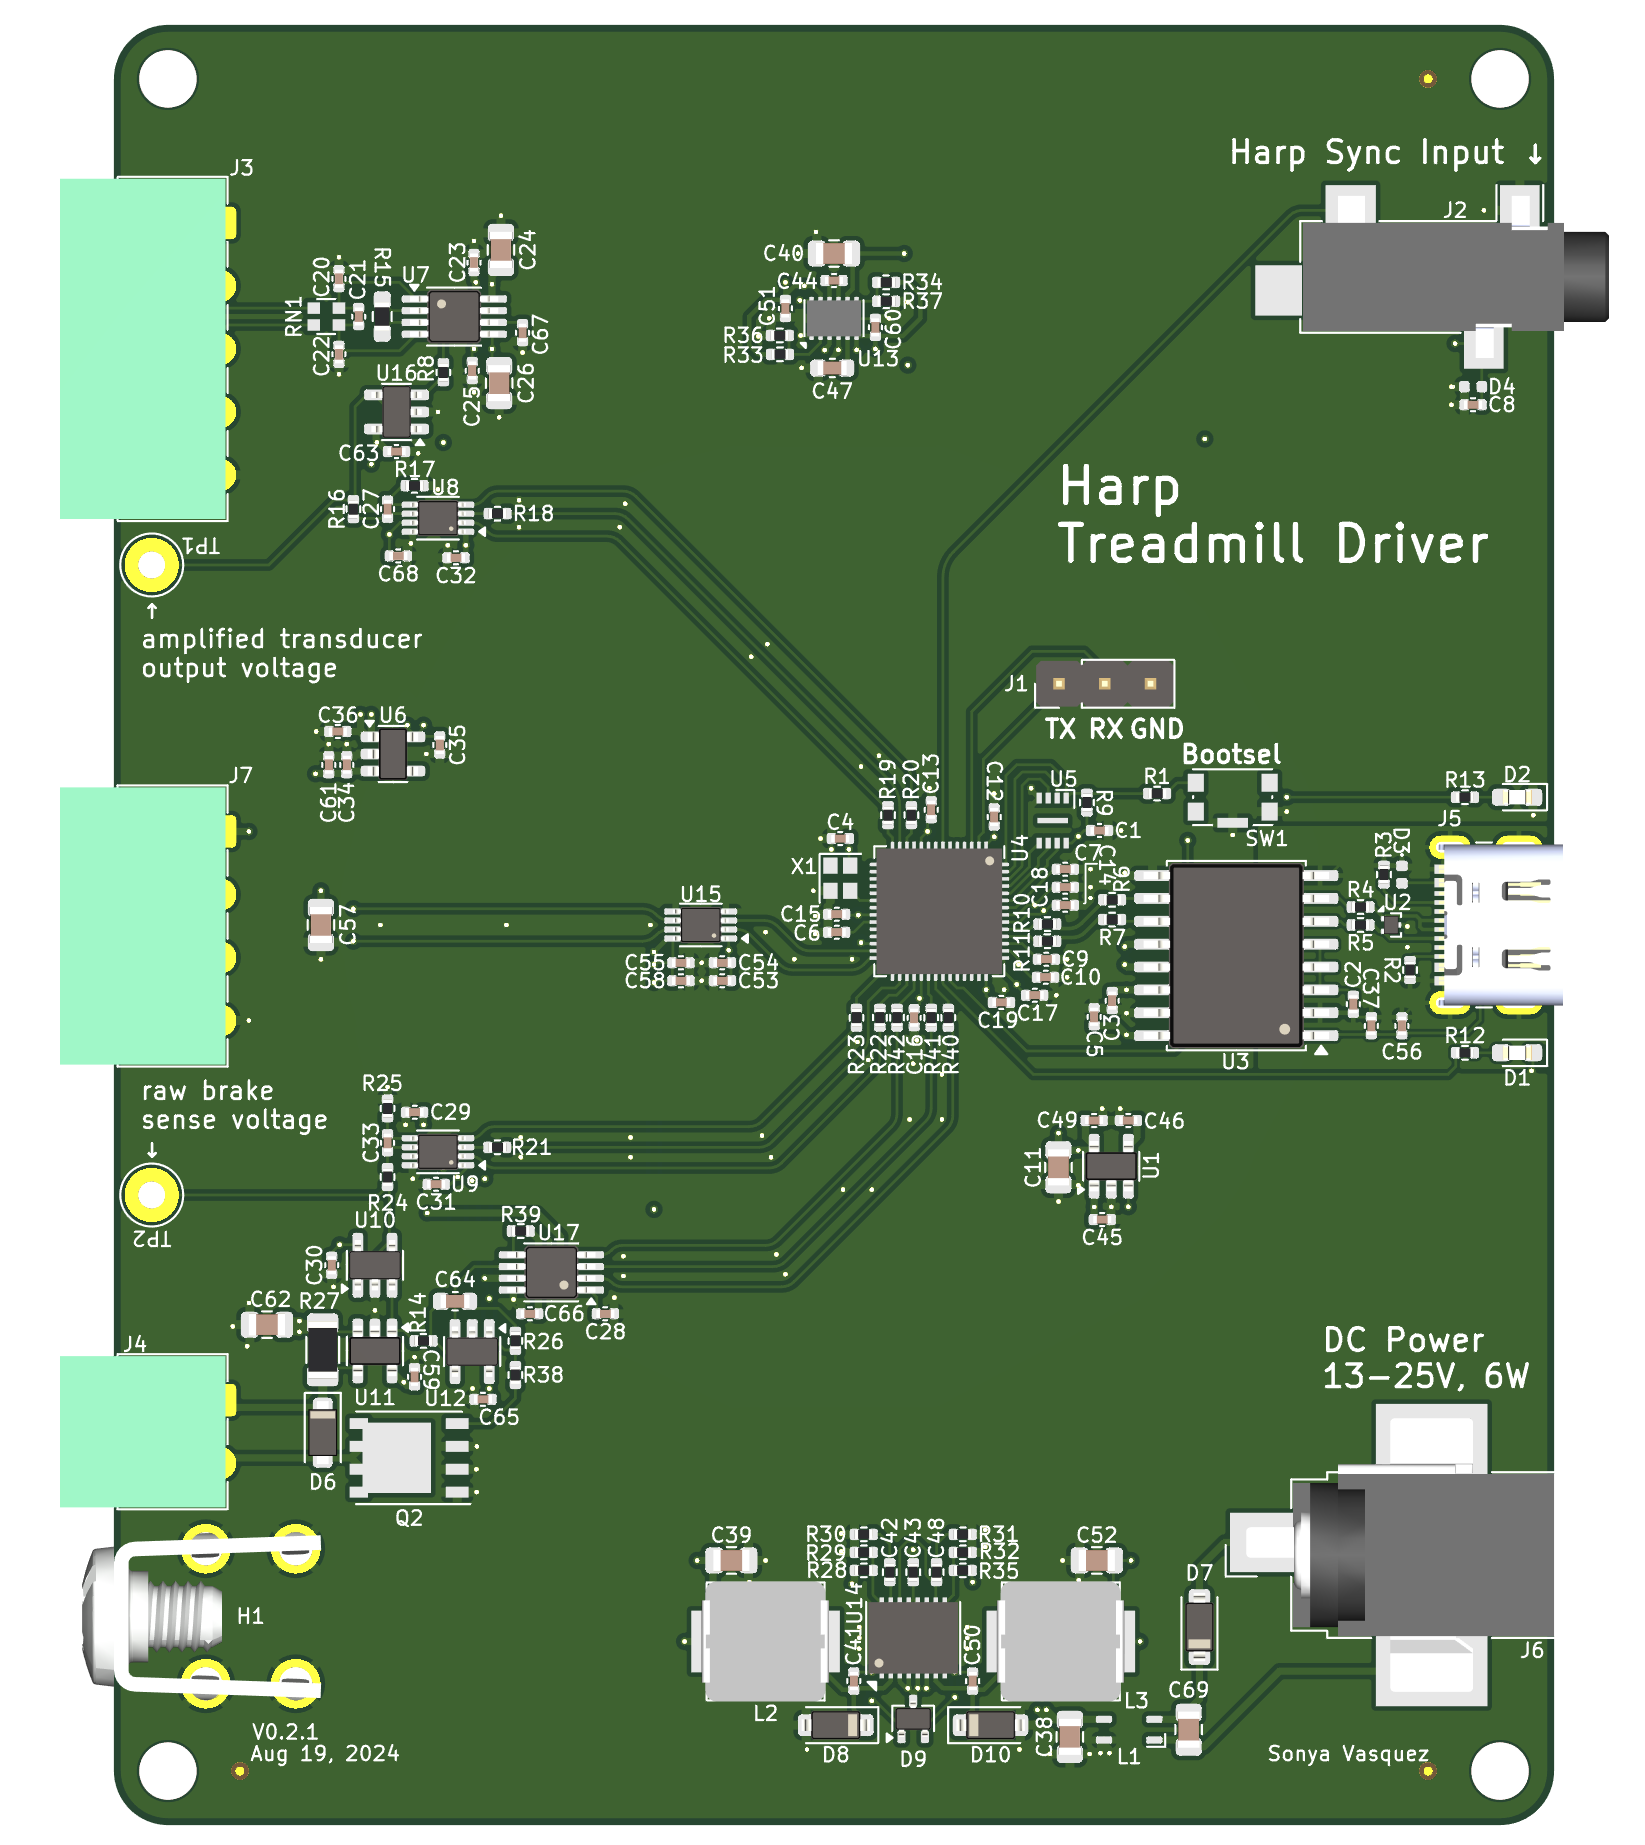 J3
Harp Sync Input ↓
J2
C20
C21
R15
U7
C23
C24
RN1
C22
C67
R8
C25
C26
U16
C63
R17
U8
R16
C27
R18
C68
C32
C40
C44
R34
R37
C51
C60
R36
R33
U13
C47
D4
C8
Harp
Treadmill Driver
TP1
↑
amplified transducer
output voltage
J1
TX RX GND
Bootsel
C36
U6
C35
C61
C34
J7
R19
R20
C13
C12
U5
R9
R1
R13
D2
C4
C1
SW1
J5
X1
U4
C7
C14
C18
R6
R3
D3
U15
C15
C6
R10
R11
R7
R4
U2
R5
R2
C57
C55
C54
C58
C53
C9
C10
C17
C19
C3
C5
C2
C37
C56
U3
R12
D1
R23
R22
R42
C16
R41
R40
raw brake
sense voltage
↓
R25
C29
C33
R21
U9
R24
C31
C49
C46
C11
U1
C45
TP2
U10
R39
U17
C30
C64
C62
R27
R14
C66
C28
J4
R26
R38
C59
U11
U12
C65
D6
Q2
DC Power
13-25V, 6W
C39
R30
R29
R28
C42
C43
C48
R31
R32
R35
C52
D7
H1
C41
U14
C50
J6
L2
L3
C69
D8
D9
D10
C38
L1
V0.2.1
Aug 19, 2024
Sonya Vasquez